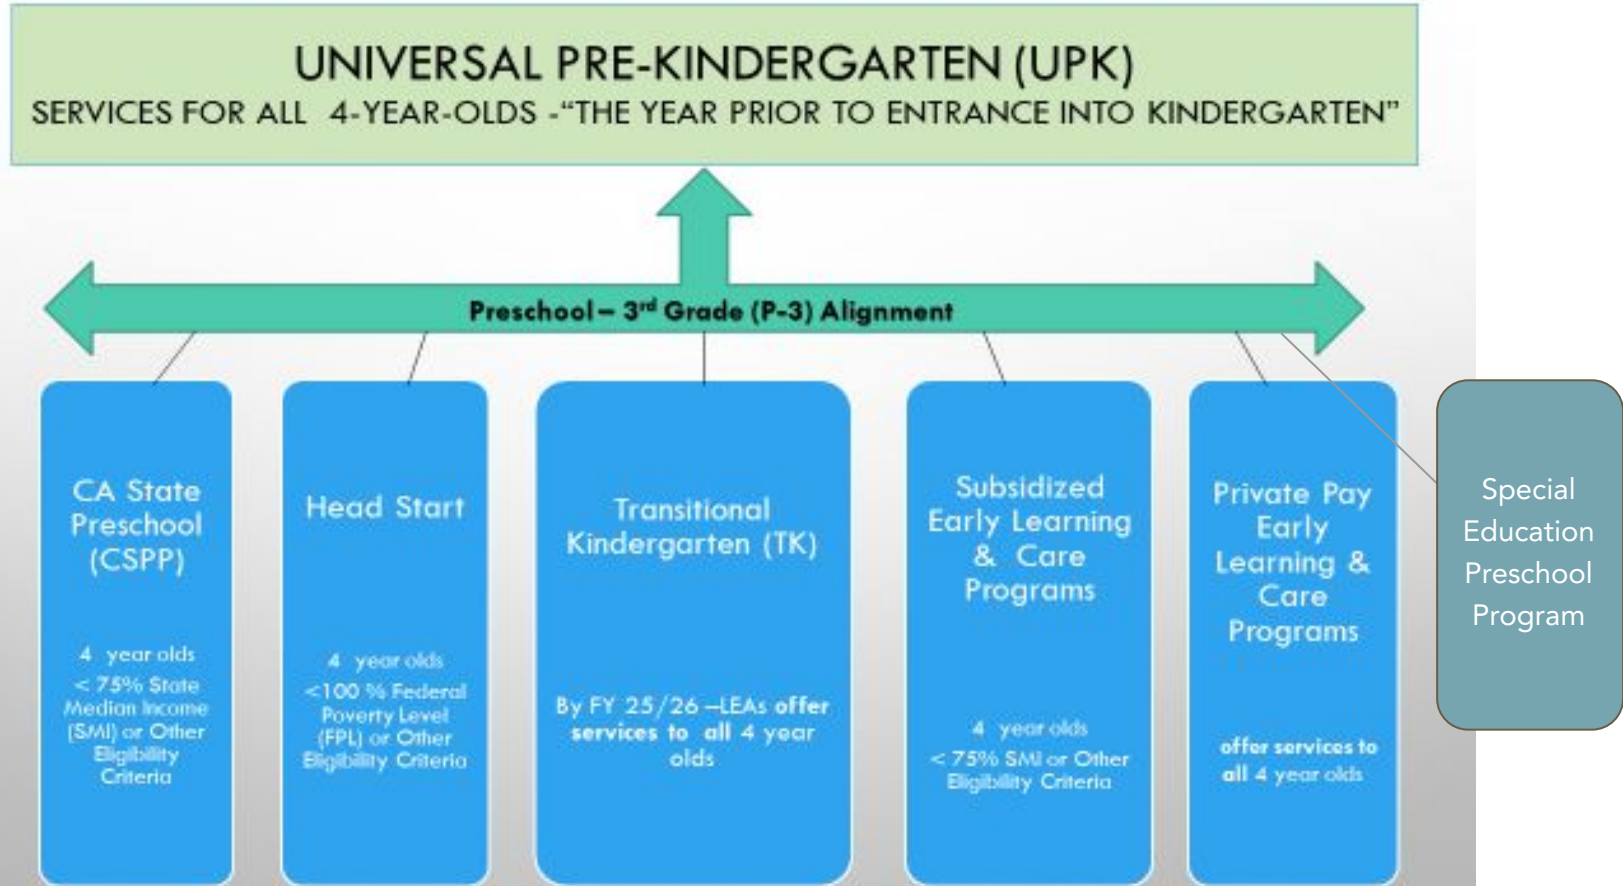 UNIVERSAL PRE-KINDERGARTEN (UPK)
SERVICES FOR ALL 4-YEAR-OLDS -“THE YEAR PRIOR TO ENTRANCE INTO KINDERGARTEN”
Preschool – 3rd Grade (P-3) Alignment
CA State
Preschool
(CSPP)
4 year olds
< 75% State
Median Income
(SMI) or Other
Eligibility
Criteria
Head Start
4 year olds
<100 % Federal
Poverty Level
(FPL) or Other
Eligibility Criteria
Transitional
Kindergarten (TK)
By FY 25/26 –LEAs offer
services to all 4 year
olds
Subsidized
Early Learning
& Care
Programs
4 year olds
< 75% SMI or Other
Eligibility Criteria
Private Pay
Early
Learning &
Care
Programs
offer services to
all 4 year olds
Special
Education
Preschool
Program